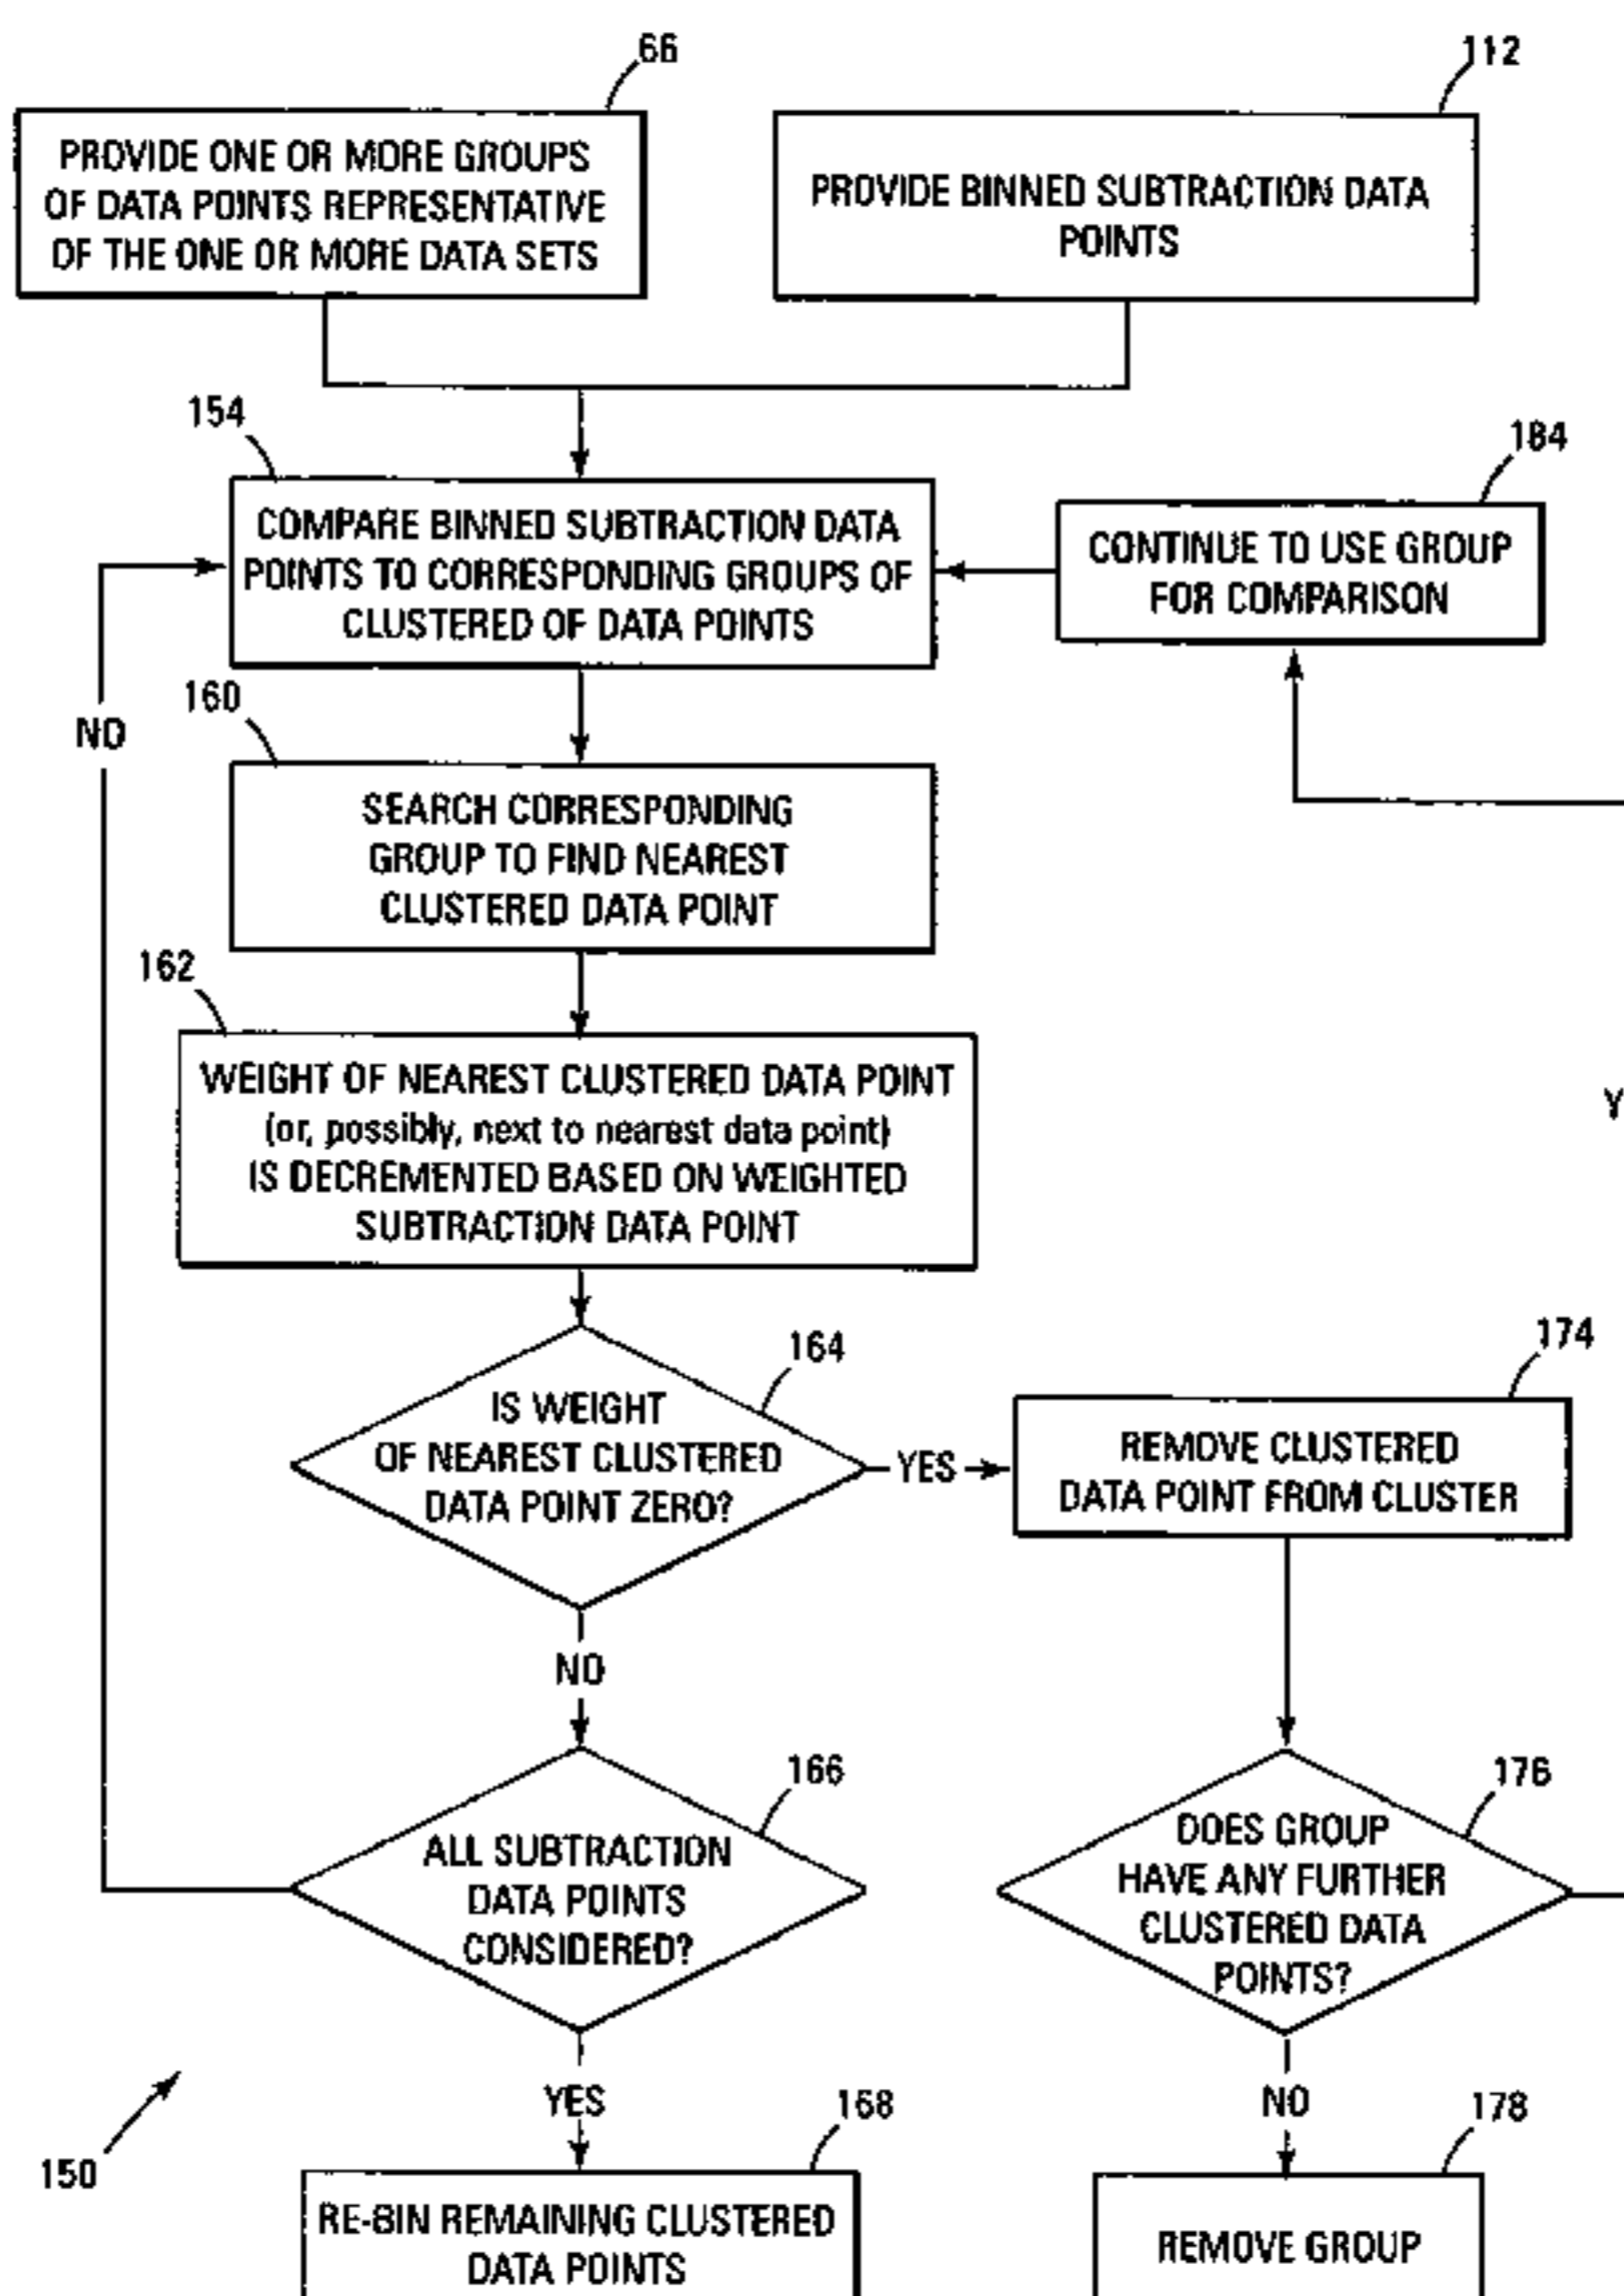 66
PROVIDE ONE OR MORE GROUPS
OF DATA POINTS REPRESENTATIVE
OF THE ONE OR MORE DATA SETS
112
PROVIDE BINNED SUBTRACTION DATA
POINTS
154
COMPARE BINNED SUBTRACTION DATA
POINTS TO CORRESPONDING GROUPS OF
CLUSTERED OF DATA POINTS
184
CONTINUE TO USE GROUP
FOR COMPARISON
NO
160
SEARCH CORRESPONDING
GROUP TO FIND NEAREST
CLUSTERED DATA POINT
162
WEIGHT OF NEAREST CLUSTERED DATA POINT
(or, possibly, next to nearest data point)
IS DECREMENTED BASED ON WEIGHTED
SUBTRACTION DATA POINT
Y
164
IS WEIGHT
OF NEAREST CLUSTERED
DATA POINT ZERO?
YES
174
REMOVE CLUSTERED
DATA POINT FROM CLUSTER
NO
166
ALL SUBTRACTION
DATA POINTS
CONSIDERED?
176
DOES GROUP
HAVE ANY FURTHER
CLUSTERED DATA
POINTS?
150
YES
168
RE-BIN REMAINING CLUSTERED
DATA POINTS
NO
178
REMOVE GROUP